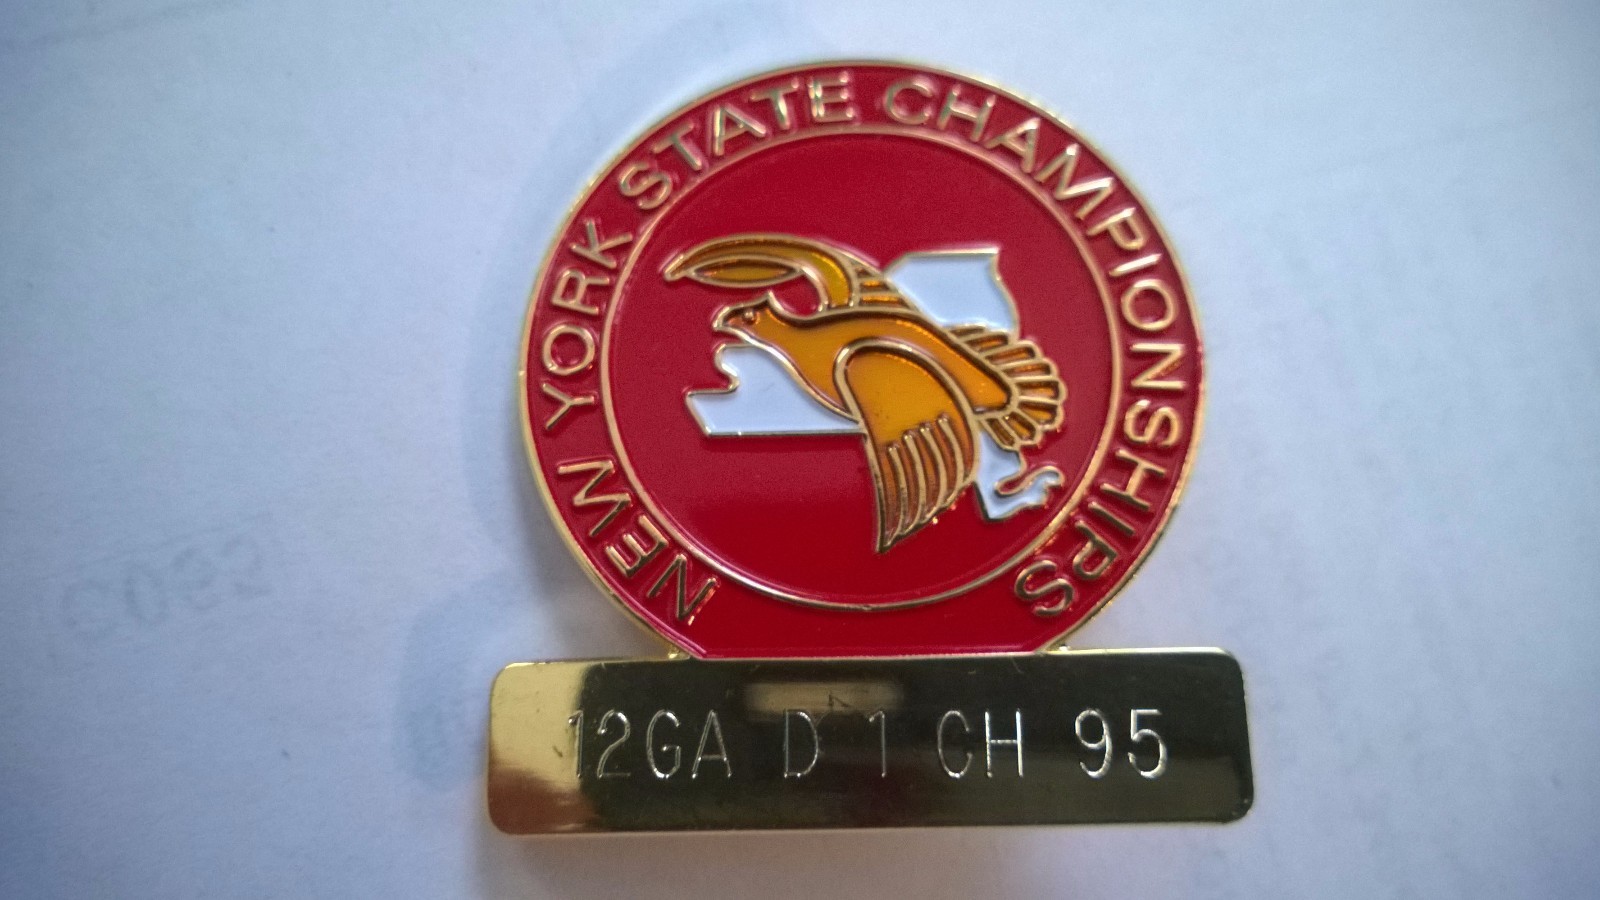 NEW YORK STATE CHAMPIONSHIPS
12GA D 1 CH 95